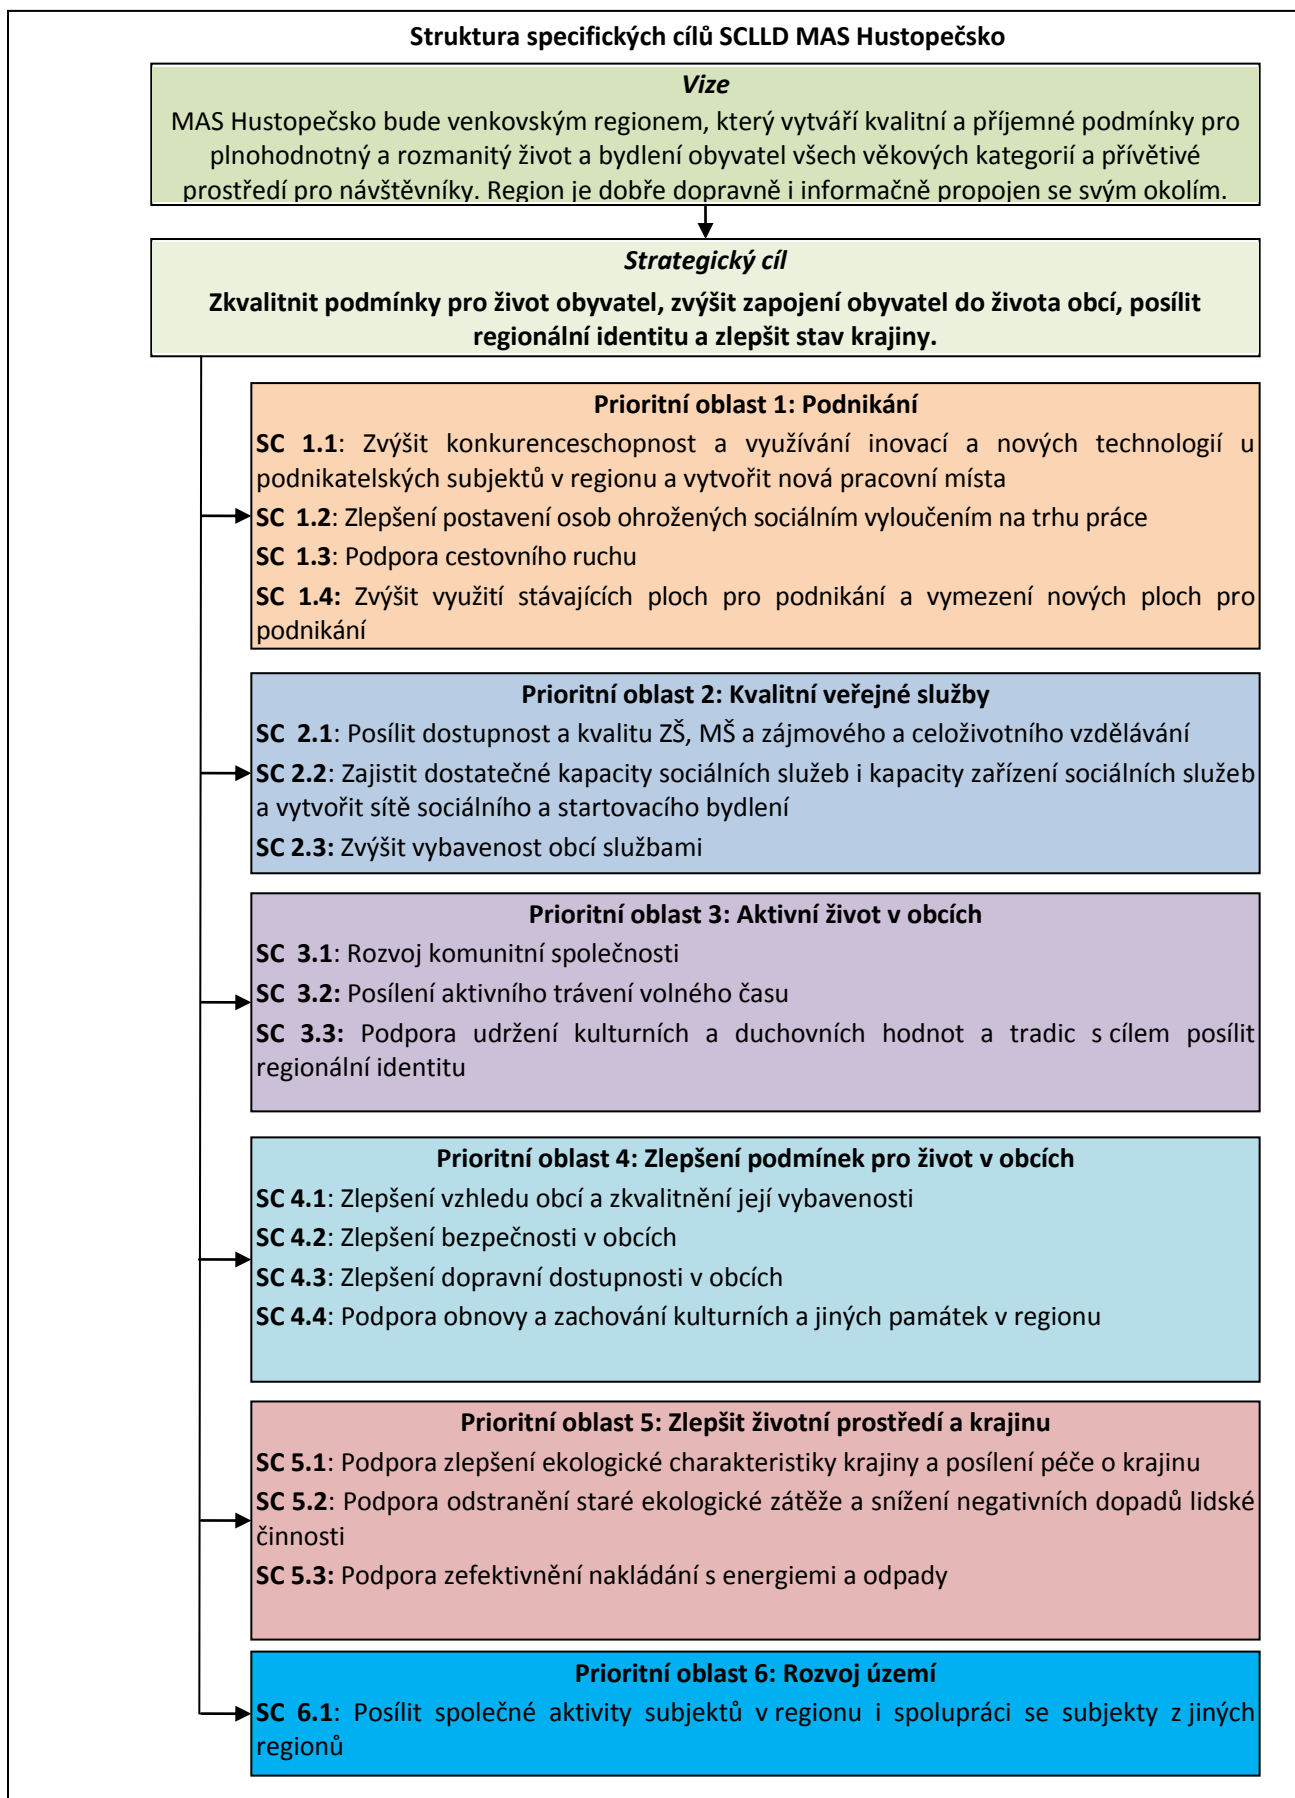 Struktura specifických cílů SCLLD MAS Hustopečsko
Vize
MAS Hustopečsko bude venkovským regionem, který vytváří kvalitní a příjemné podmínky pro
plnohodnotný a rozmanitý život a bydlení obyvatel všech věkových kategorií a přívětivé
prostředí pro návštěvníky. Region je dobře dopravně i informačně propojen se svým okolím.
Strategický cíl
Zkvalitnit podmínky pro život obyvatel, zvýšit zapojení obyvatel do života obcí, posílit
regionální identitu a zlepšit stav krajiny.
Prioritní oblast 1: Podnikání
SC 1.1: Zvýšit konkurenceschopnost a využívání inovací a nových technologií u
podnikatelských subjektů v regionu a vytvořit nová pracovní místa
SC 1.2: Zlepšení postavení osob ohrožených sociálním vyloučením na trhu práce
SC 1.3: Podpora cestovního ruchu
SC 1.4: Zvýšit využití stávajících ploch pro podnikání a vymezení nových ploch pro
podnikání
Prioritní oblast 2: Kvalitní veřejné služby
SC 2.1: Posílit dostupnost a kvalitu ZŠ, MŠ a zájmového a celoživotního vzdělávání
SC 2.2: Zajistit dostatečné kapacity sociálních služeb i kapacity zařízení sociálních služeb
a vytvořit sítě sociálního a startovacího bydlení
SC 2.3: Zvýšit vybavenost obcí službami
Prioritní oblast 3: Aktivní život v obcích
SC 3.1: Rozvoj komunitní společnosti
SC 3.2: Posílení aktivního trávení volného času
SC 3.3: Podpora udržení kulturních a duchovních hodnot a tradic s cílem posílit
regionální identitu
Prioritní oblast 4: Zlepšení podmínek pro život v obcích
SC 4.1: Zlepšení vzhledu obcí a zkvalitnění její vybavenosti
SC 4.2: Zlepšení bezpečnosti v obcích
SC 4.3: Zlepšení dopravní dostupnosti v obcích
SC 4.4: Podpora obnovy a zachování kulturních a jiných památek v regionu
Prioritní oblast 5: Zlepšit životní prostředí a krajinu
SC 5.1: Podpora zlepšení ekologické charakteristiky krajiny a posílení péče o krajinu
SC 5.2: Podpora odstranění staré ekologické zátěže a snížení negativních dopadů lidské
činnosti
SC 5.3: Podpora zefektivnění nakládání s energiemi a odpady
Prioritní oblast 6: Rozvoj území
SC 6.1: Posílit společné aktivity subjektů v regionu i spolupráci se subjekty z jiných
regionů